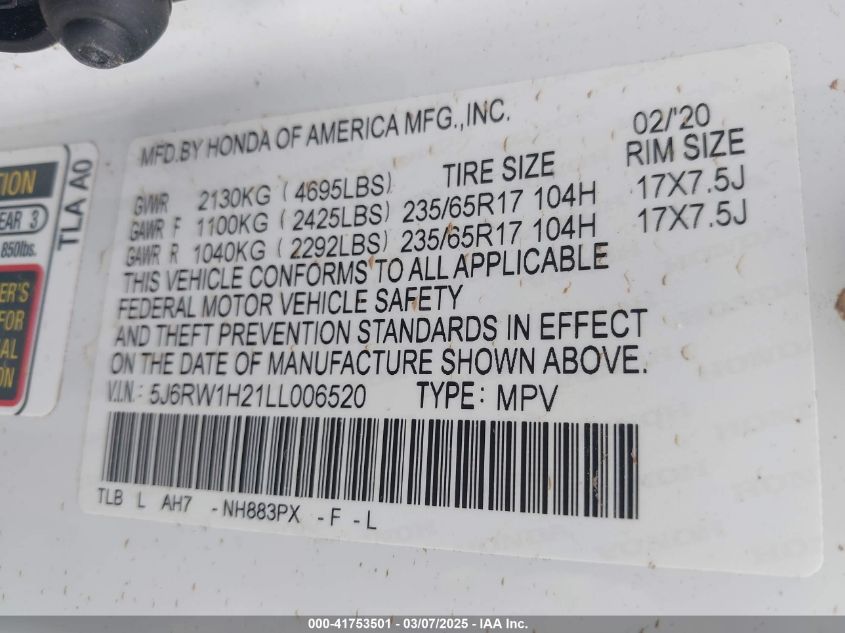 MFD.BY HONDA OF AMERICA MFG.,INC. 02/'20
TIRE SIZE RIM SIZE
GVWR 2130KG (4695LBS)
GAWR F 1100KG (2425LBS) 235/65R17 104H 17X7.5J
GAWR R 1040KG (2292LBS) 235/65R17 104H 17X7.5J
THIS VEHICLE CONFORMS TO ALL APPLICABLE
FEDERAL MOTOR VEHICLE SAFETY
AND THEFT PREVENTION STANDARDS IN EFFECT
ON THE DATE OF MANUFACTURE SHOWN ABOVE.
V.I.N.: 5J6RW1H21LL006520 TYPE: MPV
TLB L AH7 -NH883PX -F -L
TLA A0
3
850lbs.
FOR
000-41753501 - 03/07/2025 - IAA Inc.